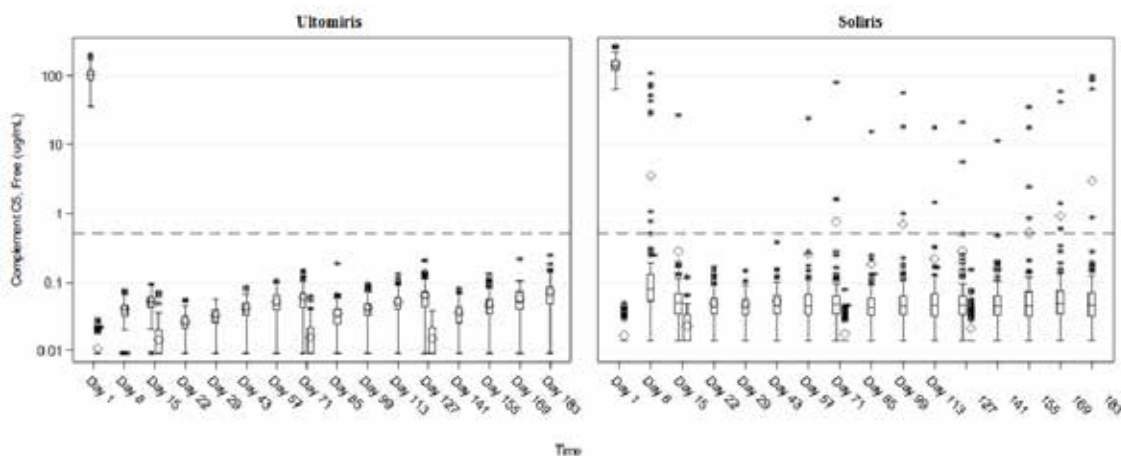 Ultomiris
Soliris
Complement C5, Free (ug/mL)
100
10
1
0.1
0.01
Day 1
Day 8
Day 15
Day 22
Day 29
Day 43
Day 57
Day 71
Day 85
Day 99
Day 113
Day 127
Day 141
Day 155
Day 169
Day 183
Day 1
Day 8
Day 15
Day 22
Day 29
Day 43
Day 57
Day 71
Day 85
Day 99
Day 113
127
141
155
169
183
Time